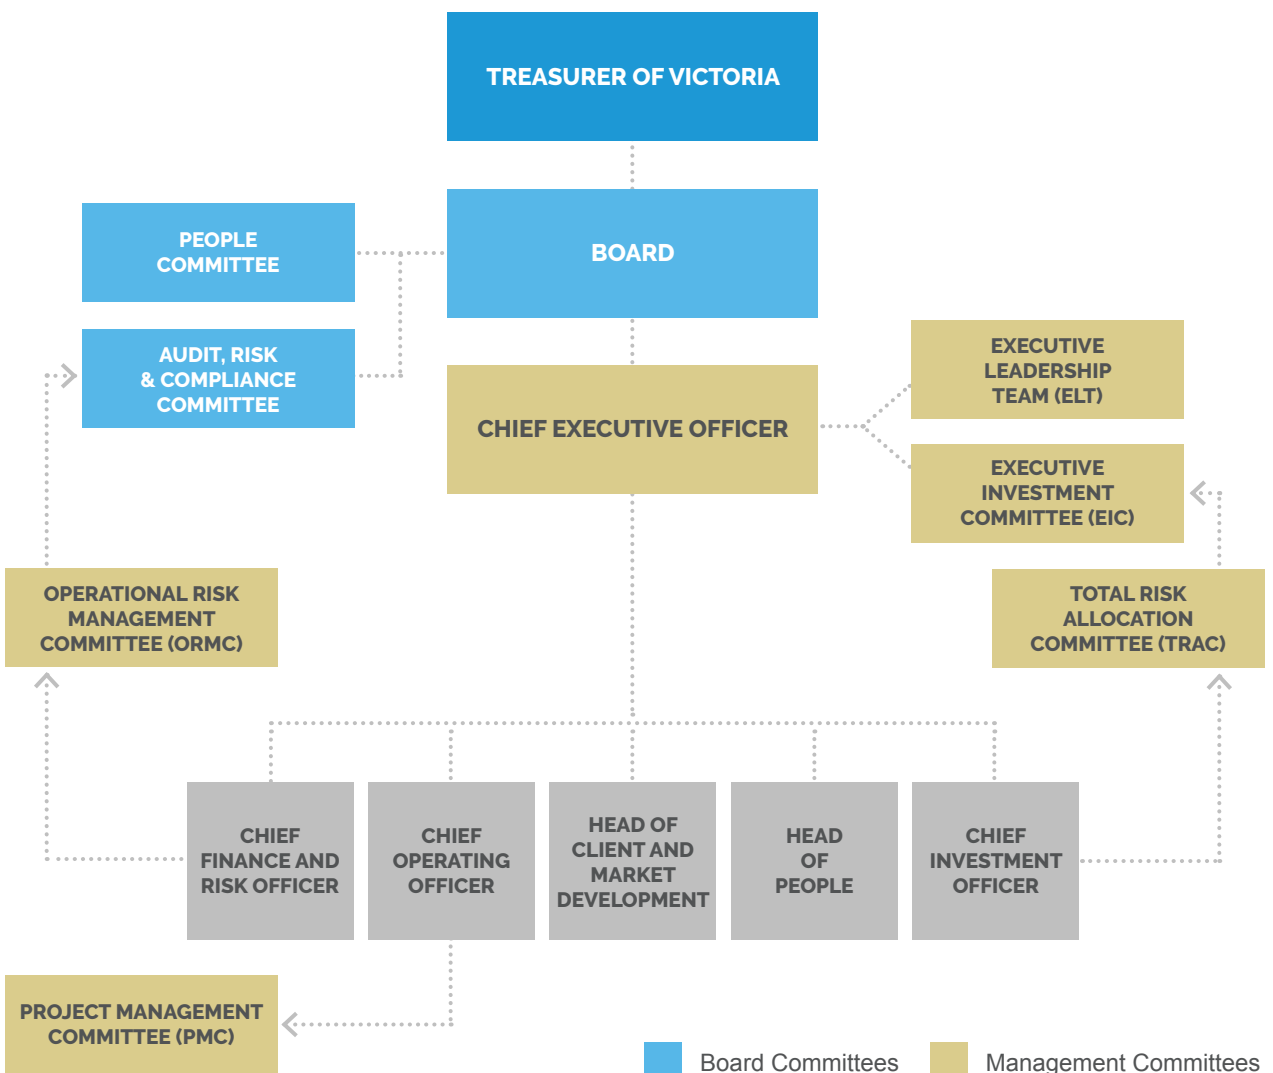 TREASURER OF VICTORIA
PEOPLE
COMMITTEE
BOARD
AUDIT, RISK
& COMPLIANCE
COMMITTEE
CHIEF EXECUTIVE OFFICER
EXECUTIVE
LEADERSHIP
TEAM (ELT)
EXECUTIVE
INVESTMENT
COMMITTEE (EIC)
OPERATIONAL RISK
MANAGEMENT
COMMITTEE (ORMC)
TOTAL RISK
ALLOCATION
COMMITTEE (TRAC)
CHIEF
FINANCE AND
RISK OFFICER
CHIEF
OPERATING
OFFICER
HEAD OF
CLIENT AND
MARKET
DEVELOPMENT
HEAD
OF
PEOPLE
CHIEF
INVESTMENT
OFFICER
PROJECT MANAGEMENT
COMMITTEE (PMC)
Board Committees
Management Committees